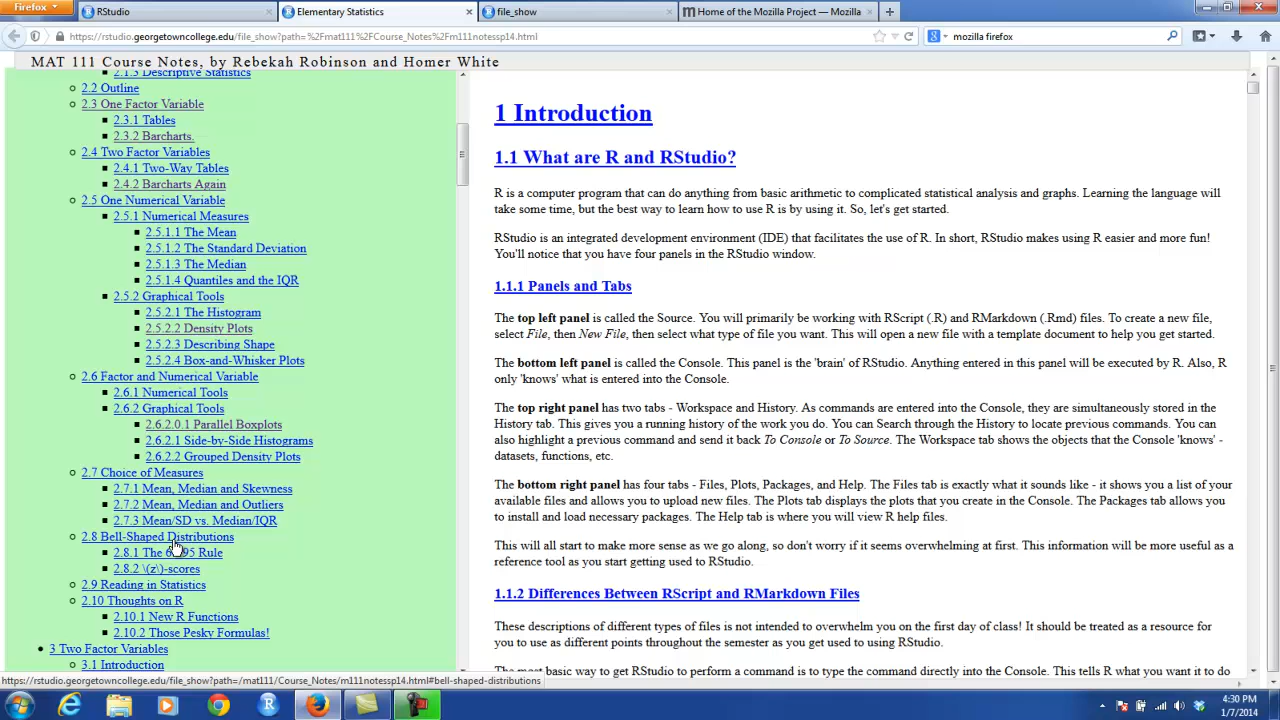 Firefox
RStudio
Elementary Statistics
file_show
Home of the Mozilla Project — Mozilla
https://rstudio.georgetowncollege.edu/file_show?path=%2Fmat111%2FCourse_Notes%2Fm111notessp14.html
mozilla firefox
MAT 111 Course Notes, by Rebekah Robinson and Homer White
2.1.3 Descriptive Statistics
2.2 Outline
2.3 One Factor Variable
2.3.1 Tables
2.3.2 Barcharts.
2.4 Two Factor Variables
2.4.1 Two-Way Tables
2.4.2 Barcharts Again
2.5 One Numerical Variable
2.5.1 Numerical Measures
2.5.1.1 The Mean
2.5.1.2 The Standard Deviation
2.5.1.3 The Median
2.5.1.4 Quantiles and the IQR
2.5.2 Graphical Tools
2.5.2.1 The Histogram
2.5.2.2 Density Plots
2.5.2.3 Describing Shape
2.5.2.4 Box-and-Whisker Plots
2.6 Factor and Numerical Variable
2.6.1 Numerical Tools
2.6.2 Graphical Tools
2.6.2.0.1 Parallel Boxplots
2.6.2.1 Side-by-Side Histograms
2.6.2.2 Grouped Density Plots
2.7 Choice of Measures
2.7.1 Mean, Median and Skewness
2.7.2 Mean, Median and Outliers
2.7.3 Mean/SD vs. Median/IQR
2.8 Bell-Shaped Distributions
2.8.1 The 68-95 Rule
2.8.2 \(z\)-scores
2.9 Reading in Statistics
2.10 Thoughts on R
2.10.1 New R Functions
2.10.2 Those Pesky Formulas!
3 Two Factor Variables
3.1 Introduction
1 Introduction
1.1 What are R and RStudio?
R is a computer program that can do anything from basic arithmetic to complicated statistical analysis and graphs. Learning the language will
take some time, but the best way to learn how to use R is by using it. So, let's get started.
RStudio is an integrated development environment (IDE) that facilitates the use of R. In short, RStudio makes using R easier and more fun!
You'll notice that you have four panels in the RStudio window.
1.1.1 Panels and Tabs
The top left panel is called the Source. You will primarily be working with RScript (.R) and RMarkdown (.Rmd) files. To create a new file,
select File, then New File, then select what type of file you want. This will open a new file with a template document to help you get started.
The bottom left panel is called the Console. This panel is the 'brain' of RStudio. Anything entered in this panel will be executed by R. Also, R
only 'knows' what is entered into the Console.
The top right panel has two tabs - Workspace and History. As commands are entered into the Console, they are simultaneously stored in the
History tab. This gives you a running history of the work you do. You can Search through the History to locate previous commands. You can
also highlight a previous command and send it back To Console or To Source. The Workspace tab shows the objects that the Console 'knows' -
datasets, functions, etc.
The bottom right panel has four tabs - Files, Plots, Packages, and Help. The Files tab is exactly what it sounds like - it shows you a list of your
available files and allows you to upload new files. The Plots tab displays the plots that you create in the Console. The Packages tab allows you
to install and load necessary packages. The Help tab is where you will view R help files.
This will all start to make more sense as we go along, so don't worry if it seems overwhelming at first. This information will be more useful as a
reference tool as you start getting used to RStudio.
1.1.2 Differences Between RScript and RMarkdown Files
These descriptions of different types of files is not intended to overwhelm you on the first day of class! It should be treated as a resource for
you to use as different points throughout the semester as you get used to using RStudio.
The most basic way to get RStudio to perform a command is to type the command directly into the Console. This tells R what you want it to do
https://rstudio.georgetowncollege.edu/file_show?path=/mat111/Course_Notes/m111notessp14.html#bell-shaped-distributions
4:30 PM
1/7/2014